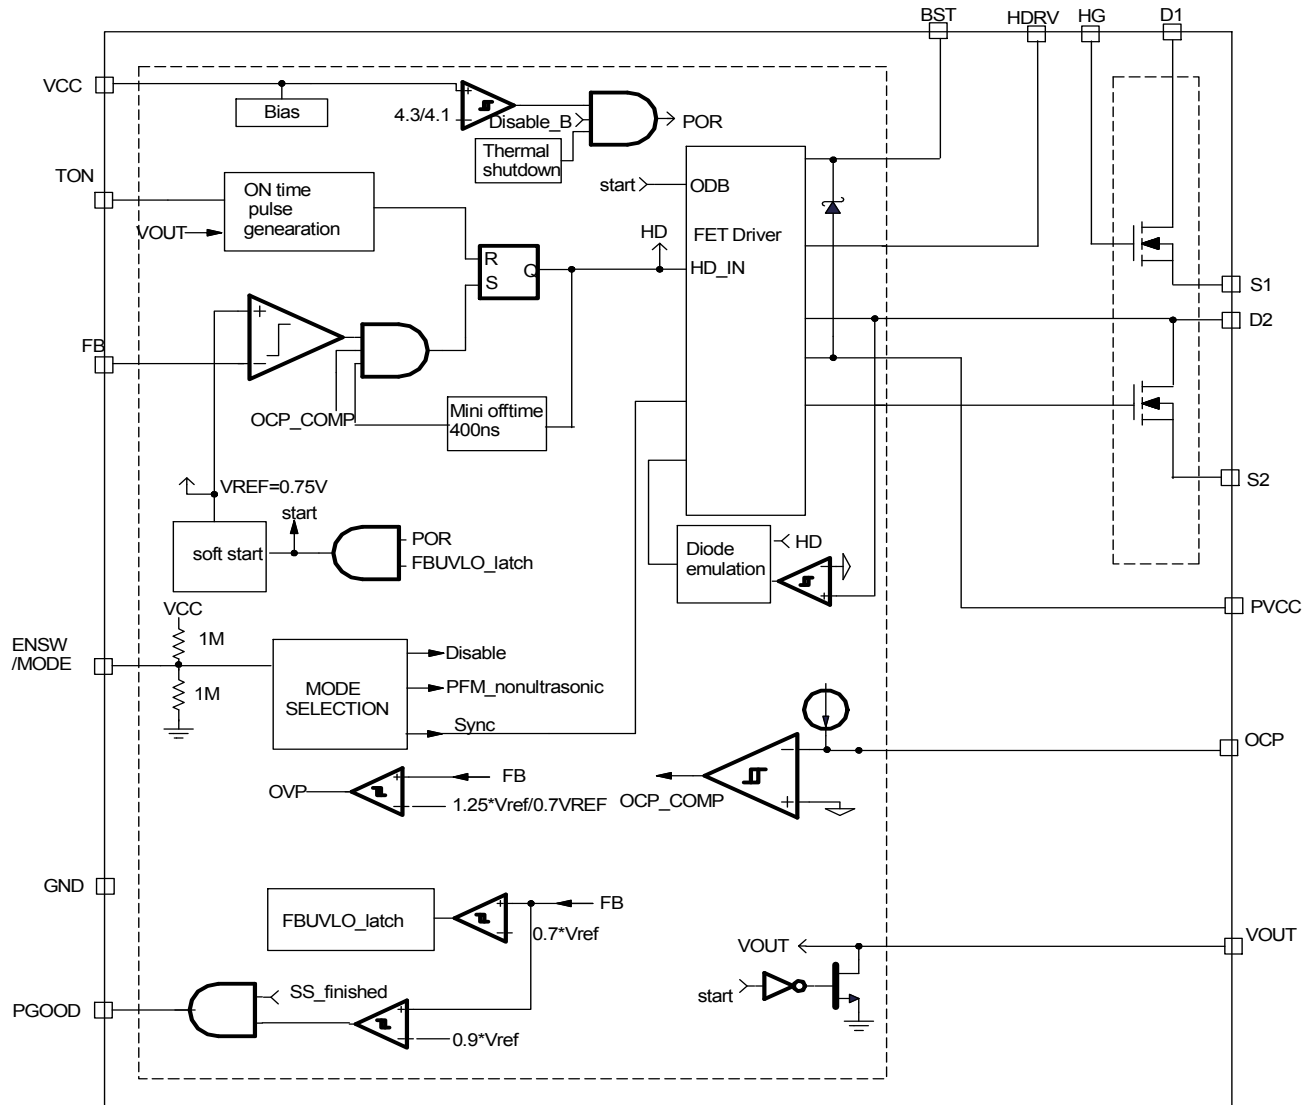 BST
HDRV
HG
D1
VCC
Bias
4.3/4.1
Disable_B
POR
Thermal
shutdown
TON
ON time
pulse
genearation
VOUT
start
ODB
HD
FET Driver
HD_IN
R
S
Q
S1
D2
FB
+
−
OCP_COMP
Mini offtime
400ns
VREF=0.75V
start
soft start
POR
FBUVLO_latch
S2
Diode
emulation
HD
+
PVCC
VCC
1M
ENSW
/MODE
1M
MODE
SELECTION
Disable
PFM_nonultrasonic
Sync
OCP
−
+
OCP_COMP
OVP
+
FB
1.25*Vref/0.7VREF
GND
FBUVLO_latch
+
FB
0.7*Vref
VOUT
VOUT
start
PGOOD
SS_finished
+
0.9*Vref